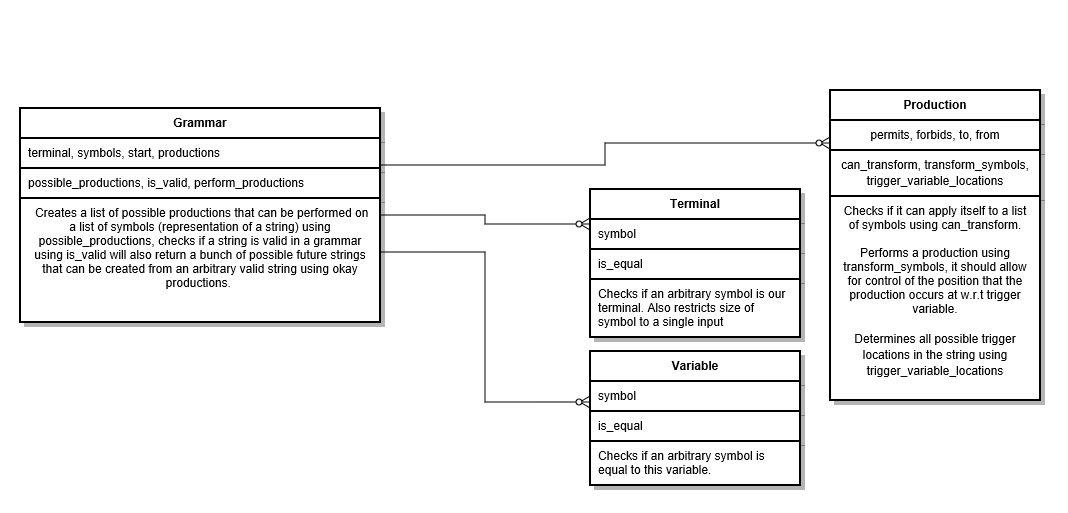 Grammar
terminal, symbols, start, productions
possible_productions, is_valid, perform_productions
Creates a list of possible productions that can be performed on
a list of symbols (representation of a string) using
possible_productions, checks if a string is valid in a grammar
using is_valid will also return a bunch of possible future strings
that can be created from an arbitrary valid string using okay
productions.
Terminal
symbol
is_equal
Checks if an arbitrary symbol is our
terminal. Also restricts size of
symbol to a single input
Variable
symbol
is_equal
Checks if an arbitrary symbol is
equal to this variable.
Production
permits, forbids, to, from
can_transform, transform_symbols,
trigger_variable_locations
Checks if it can apply itself to a list
of symbols using can_transform.
Performs a production using
transform_symbols, it should allow
for control of the position that the
production occurs at w.r.t trigger
variable.
Determines all possible trigger
locations in the string using
trigger_variable_locations